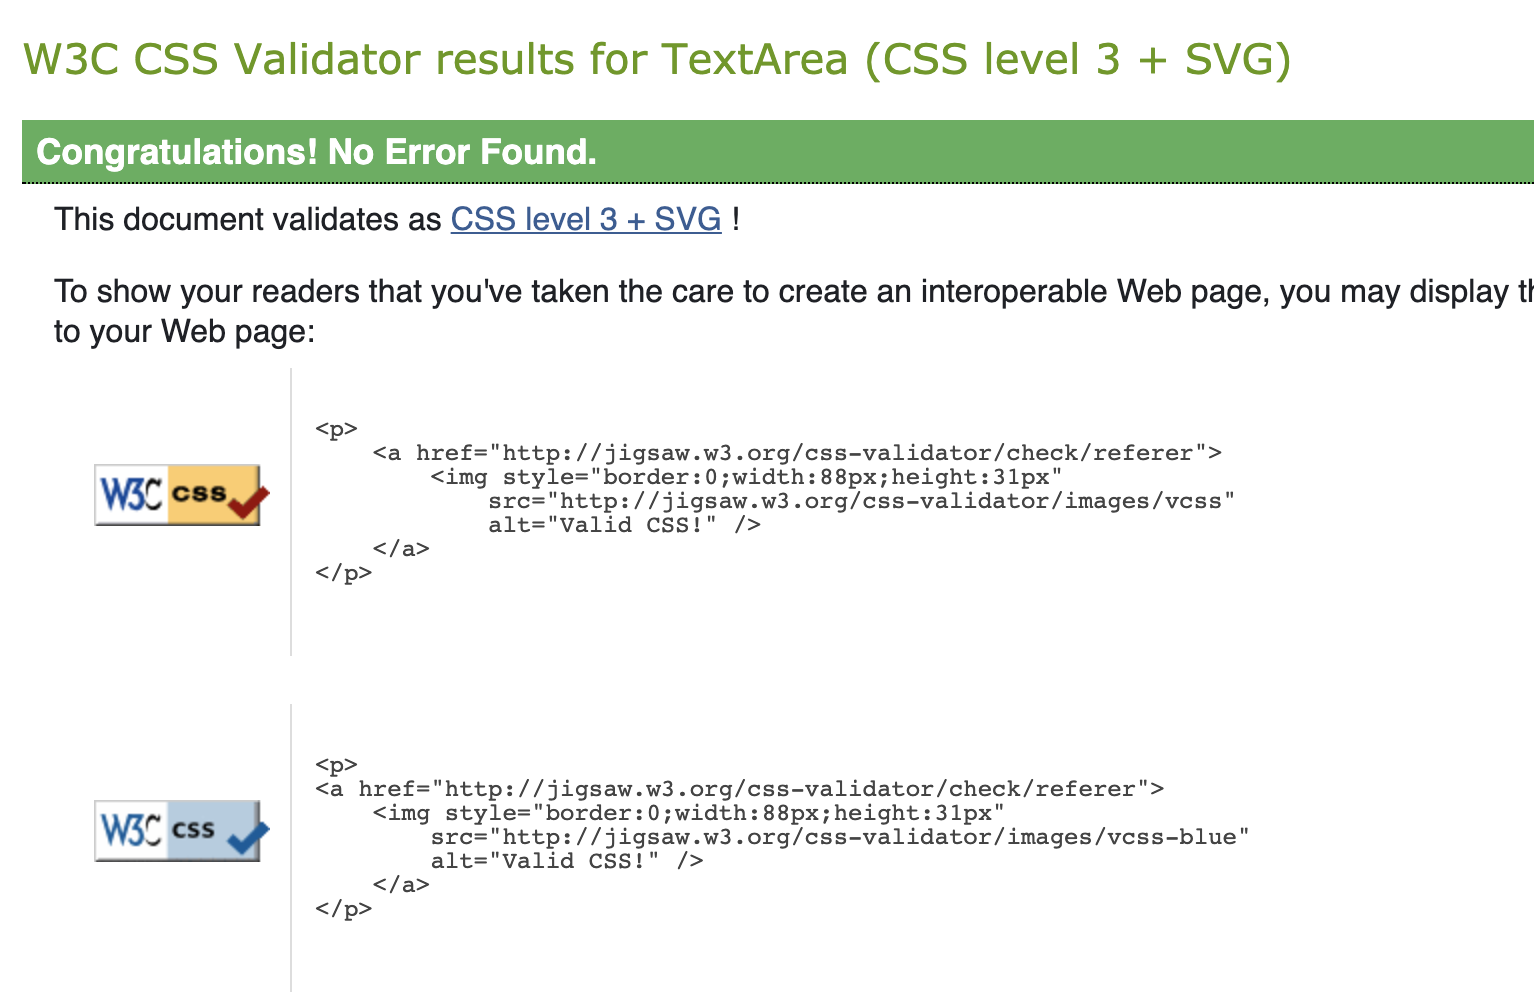 W3C CSS Validator results for TextArea (CSS level 3 + SVG)
Congratulations! No Error Found.
This document validates as CSS level 3 + SVG !
To show your readers that you've taken the care to create an interoperable Web page, you may display
to your Web page:
W3C css
<p>
    <a href="http://jigsaw.w3.org/css-validator/check/referer">
        <img style="border:0;width:88px;height:31px"
            src="http://jigsaw.w3.org/css-validator/images/vcss"
            alt="Valid CSS!" />
    </a>
</p>
W3C css
<p>
<a href="http://jigsaw.w3.org/css-validator/check/referer">
    <img style="border:0;width:88px;height:31px"
        src="http://jigsaw.w3.org/css-validator/images/vcss-blue"
        alt="Valid CSS!" />
    </a>
</p>